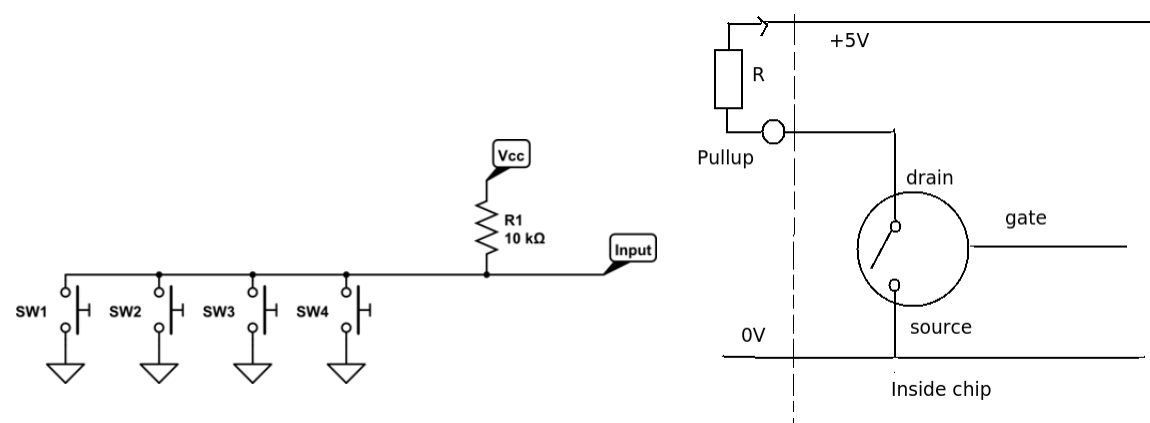 Vcc
R1
10 kΩ
Input
SW1
SW2
SW3
SW4
+5V
R
Pullup
drain
gate
source
0V
Inside chip